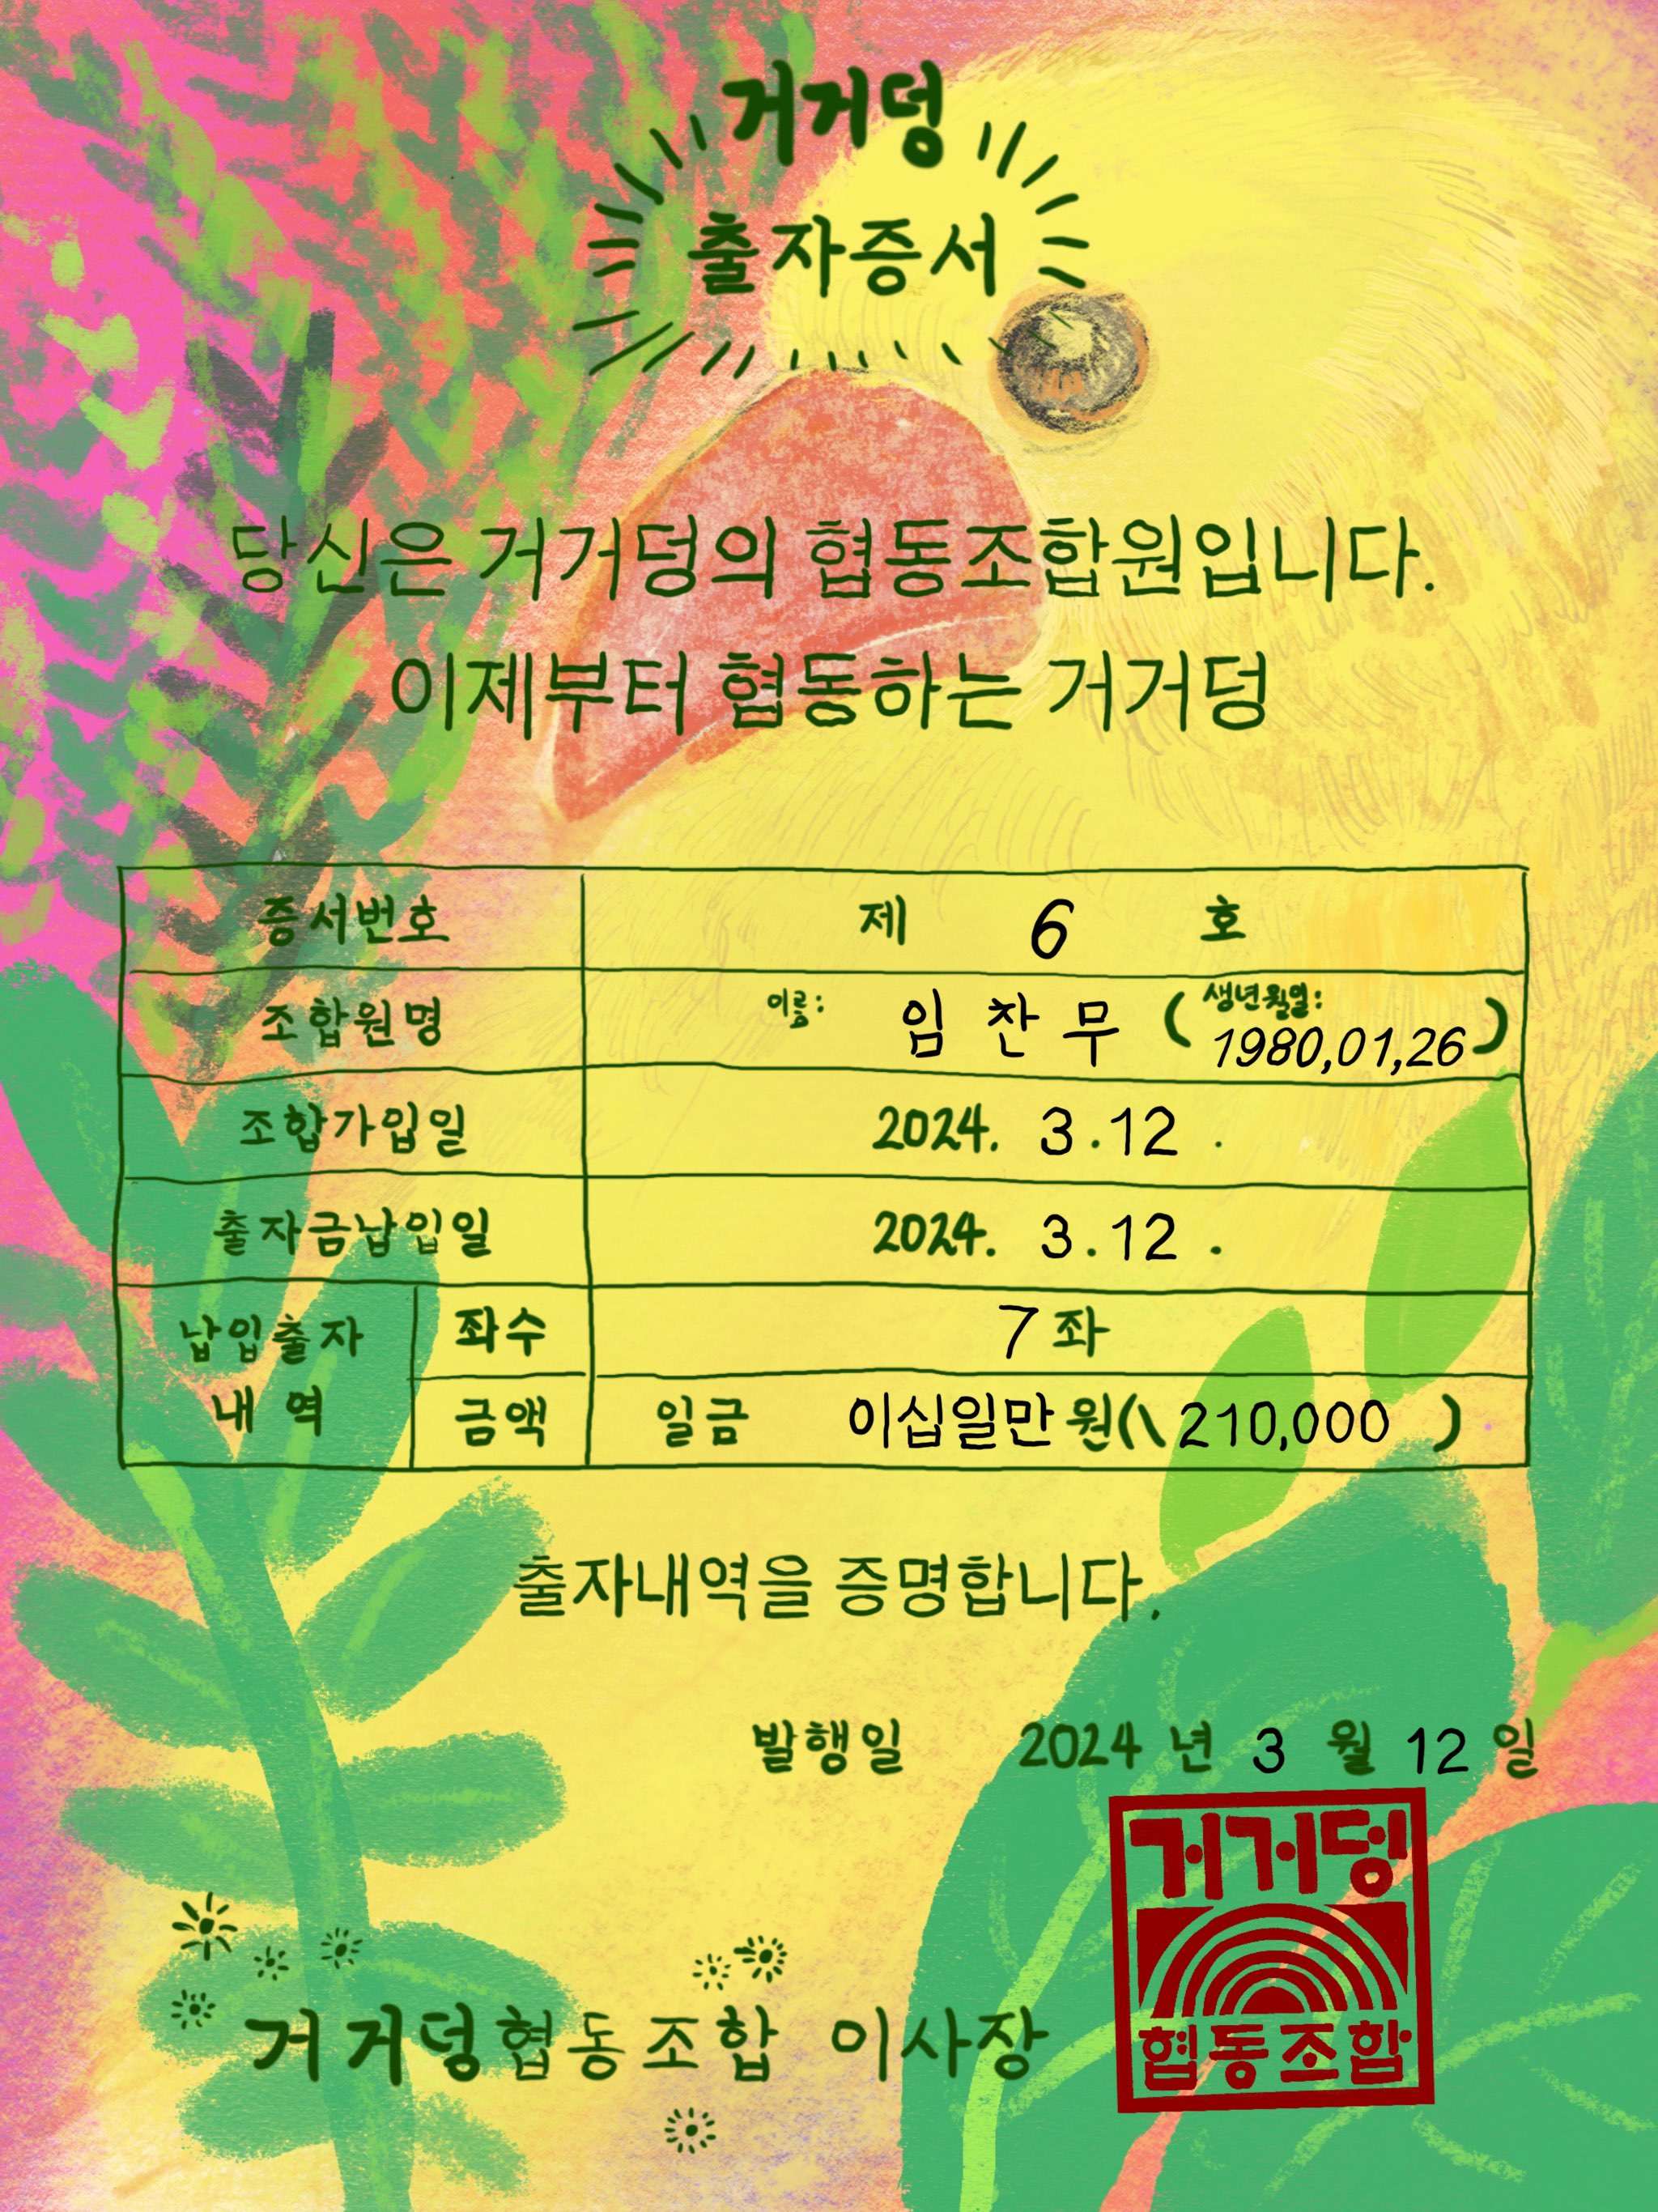 거거덩
출자증서
당신은 거거덩의 협동조합원입니다.
이제부터 협동하는 거거덩
증서번호 제 6 호
조합원명 이름: 임찬무 (생년월일: 1980,01,26)
조합가입일 2024. 3.12 .
출자금납입일 2024. 3.12 .
납입출자 내역 좌수 7 좌
금액 일금 이십일만원(\ 210,000 )
출자내역을 증명합니다.
발행일 2024 년 3 월 12 일
거거덩
협동조합
거거덩협동조합 이사장